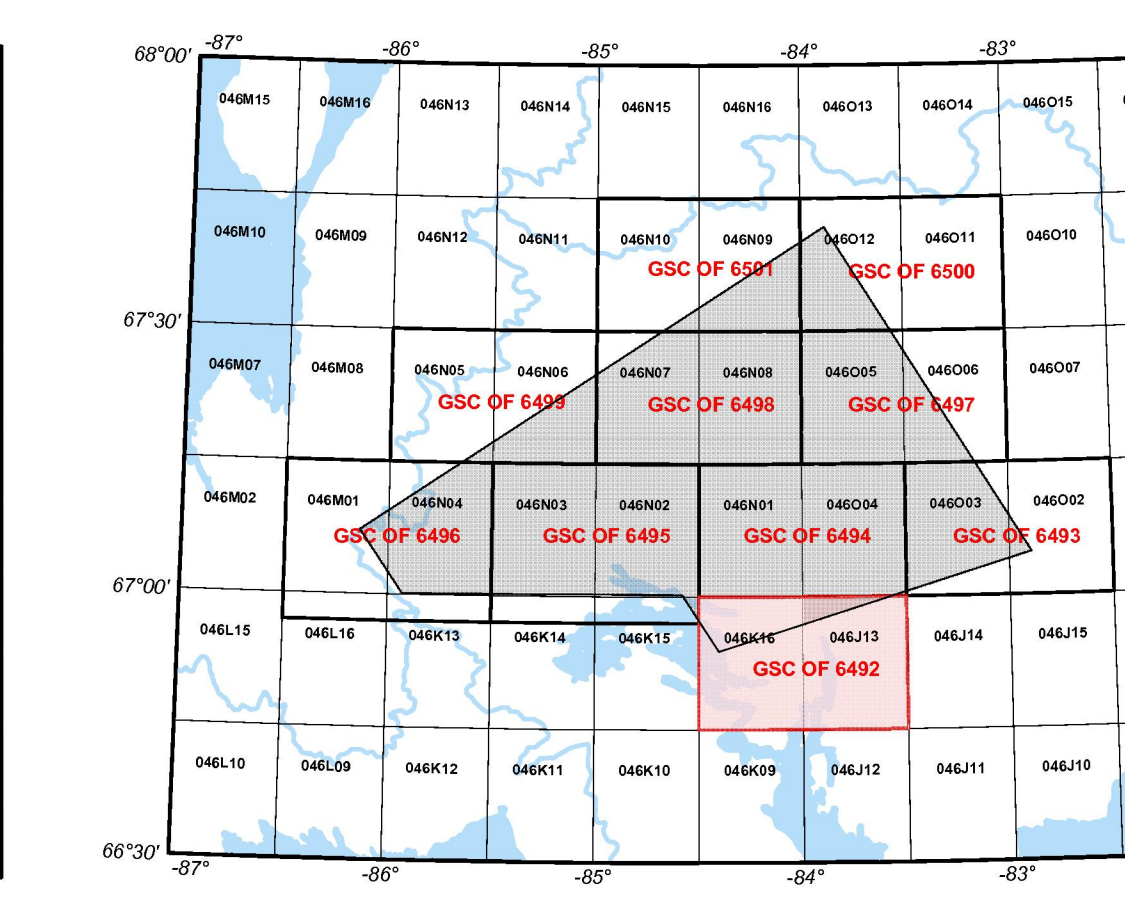 -87° -86° -85° -84° -83°
68°00'
046M15 046M16 046N13 046N14 046N15 046N16 046O13 046O14 046O15
046M10 046M09 046N12 046N11 046N10 046N09 046O12 046O11 046O10
GSC OF 6501 GSC OF 6500
67°30'
046M07 046M08 046N05 046N06 046N07 046N08 046O05 046O06 046O07
GSC OF 6499 GSC OF 6498 GSC OF 6497
046M02 046M01 046N04 046N03 046N02 046N01 046O04 046O03 046O02
GSC OF 6496 GSC OF 6495 GSC OF 6494 GSC OF 6493
67°00'
046L15 046L16 046K13 046K14 046K15 046K16 046J13 046J14 046J15
GSC OF 6492
046L10 046L09 046K12 046K11 046K10 046K09 046J12 046J11 046J10
66°30'
-87° -86° -85° -84° -83°